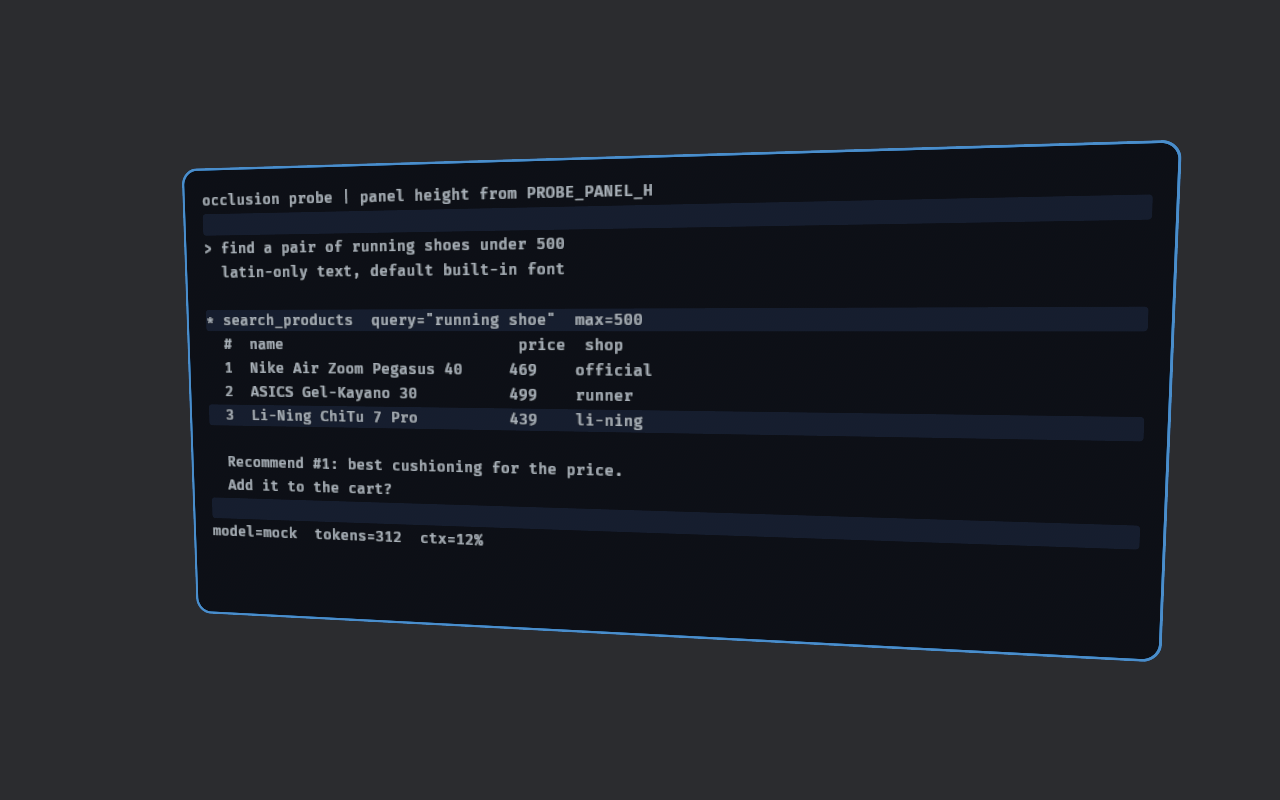 occlusion probe | panel height from PROBE_PANEL_H
> find a pair of running shoes under 500
latin-only text, default built-in font
* search_products query="running shoe" max=500
# name price shop
1 Nike Air Zoom Pegasus 40 469 official
2 ASICS Gel-Kayano 30 499 runner
3 Li-Ning ChiTu 7 Pro 439 li-ning
Recommend #1: best cushioning for the price.
Add it to the cart?
model=mock tokens=312 ctx=12%